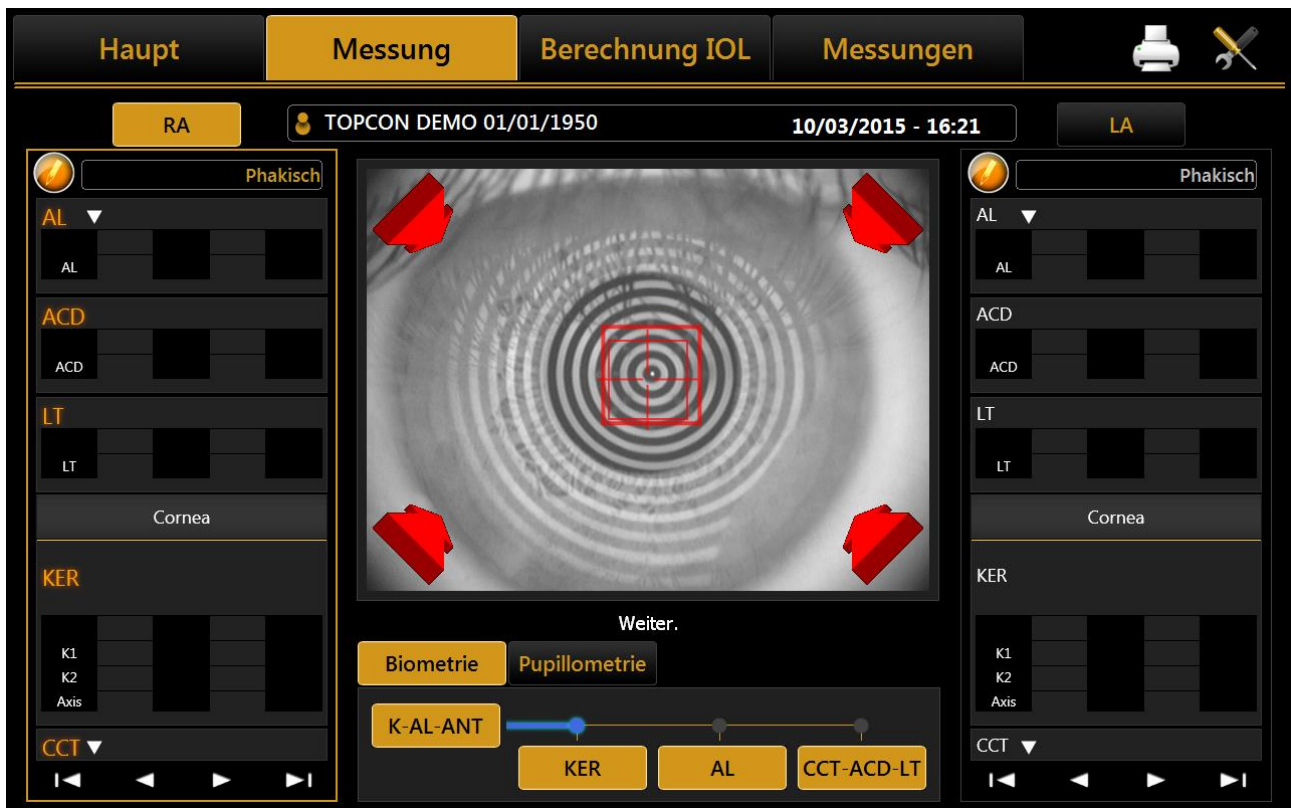 Haupt Messung Berechnung IOL Messungen
RA TOPCON DEMO 01/01/1950 10/03/2015 - 16:21 LA
Phakisch
AL
AL
ACD
ACD
LT
LT
Cornea
KER
K1
K2
Axis
CCT
Weiter.
Biometrie Pupillometrie
K-AL-ANT
KER AL CCT-ACD-LT
Phakisch
AL
AL
ACD
ACD
LT
LT
Cornea
KER
K1
K2
Axis
CCT